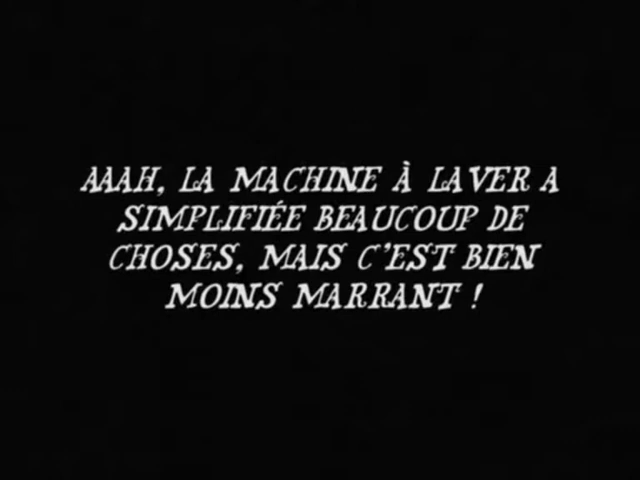 AAAH, LA MACHINE À LAVER A
SIMPLIFIÉE BEAUCOUP DE
CHOSES, MAIS C'EST BIEN
MOINS MARRANT !